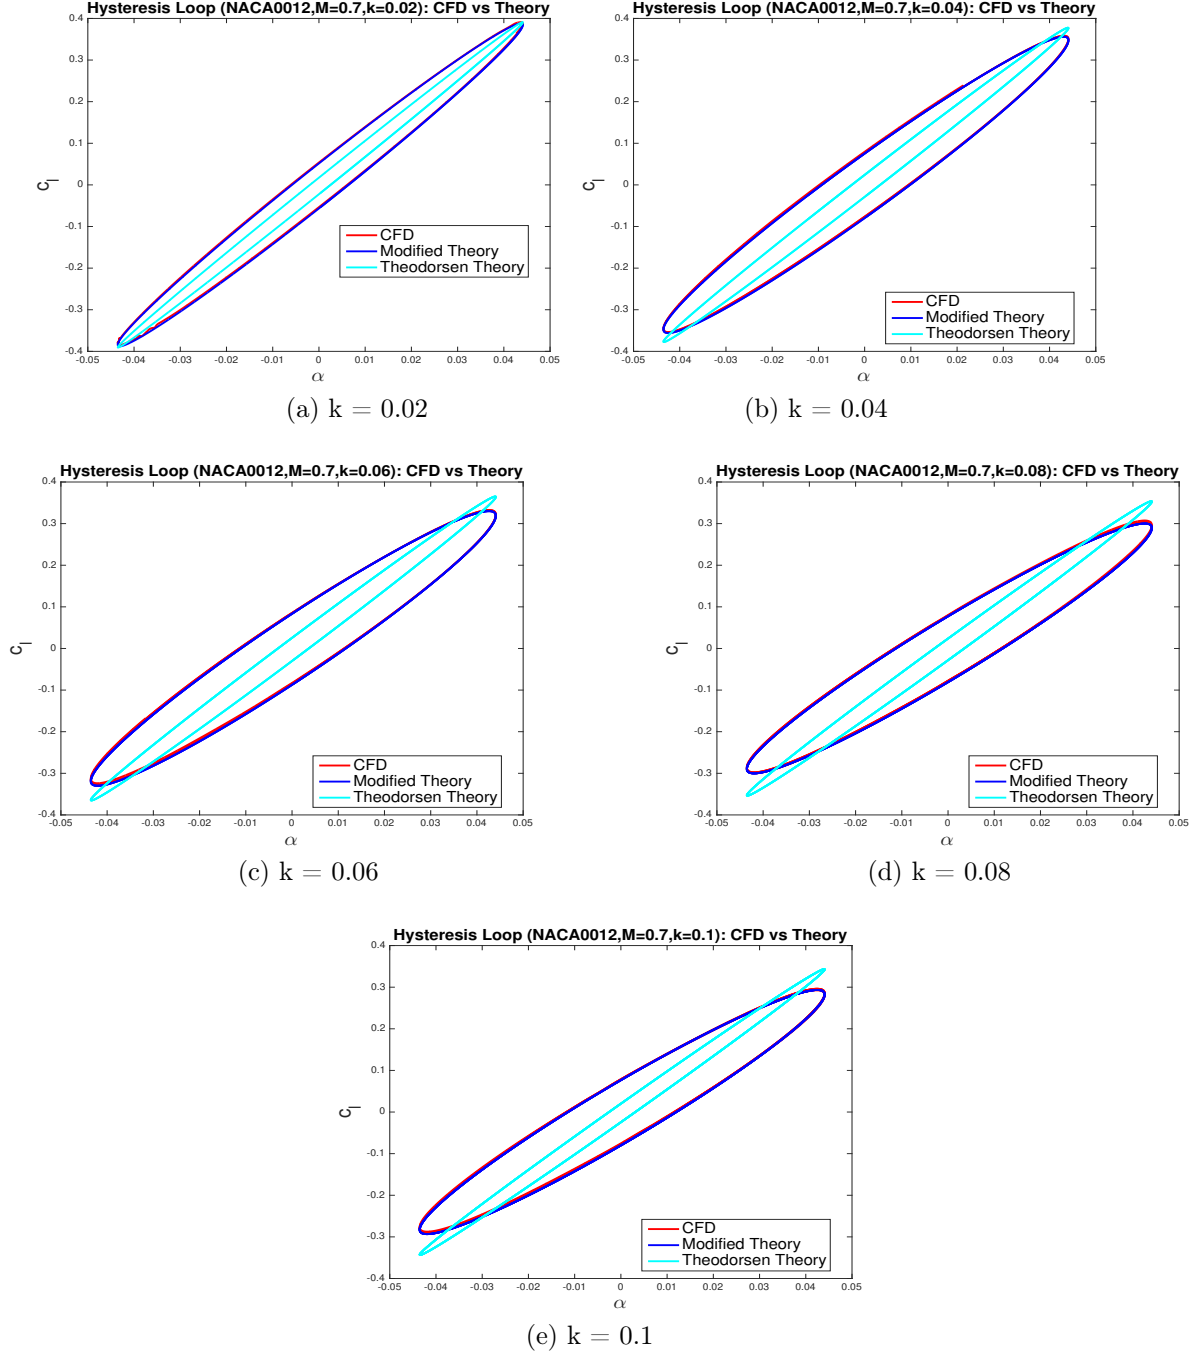 Hysteresis Loop (NACA0012,M=0.7,k=0.02): CFD vs Theory
0.4
0.3
0.2
0.1
0
-0.1
-0.2
-0.3
-0.4
C_l
-0.05 -0.04 -0.03 -0.02 -0.01 0 0.01 0.02 0.03 0.04 0.05
α
CFD
Modified Theory
Theodorsen Theory
(a) k = 0.02
Hysteresis Loop (NACA0012,M=0.7,k=0.04): CFD vs Theory
0.4
0.3
0.2
0.1
0
-0.1
-0.2
-0.3
-0.4
C_l
-0.05 -0.04 -0.03 -0.02 -0.01 0 0.01 0.02 0.03 0.04 0.05
α
CFD
Modified Theory
Theodorsen Theory
(b) k = 0.04
Hysteresis Loop (NACA0012,M=0.7,k=0.06): CFD vs Theory
0.4
0.3
0.2
0.1
0
-0.1
-0.2
-0.3
-0.4
C_l
-0.05 -0.04 -0.03 -0.02 -0.01 0 0.01 0.02 0.03 0.04 0.05
α
CFD
Modified Theory
Theodorsen Theory
(c) k = 0.06
Hysteresis Loop (NACA0012,M=0.7,k=0.08): CFD vs Theory
0.4
0.3
0.2
0.1
0
-0.1
-0.2
-0.3
-0.4
C_l
-0.05 -0.04 -0.03 -0.02 -0.01 0 0.01 0.02 0.03 0.04 0.05
α
CFD
Modified Theory
Theodorsen Theory
(d) k = 0.08
Hysteresis Loop (NACA0012,M=0.7,k=0.1): CFD vs Theory
0.4
0.3
0.2
0.1
0
-0.1
-0.2
-0.3
-0.4
C_l
-0.05 -0.04 -0.03 -0.02 -0.01 0 0.01 0.02 0.03 0.04 0.05
α
CFD
Modified Theory
Theodorsen Theory
(e) k = 0.1